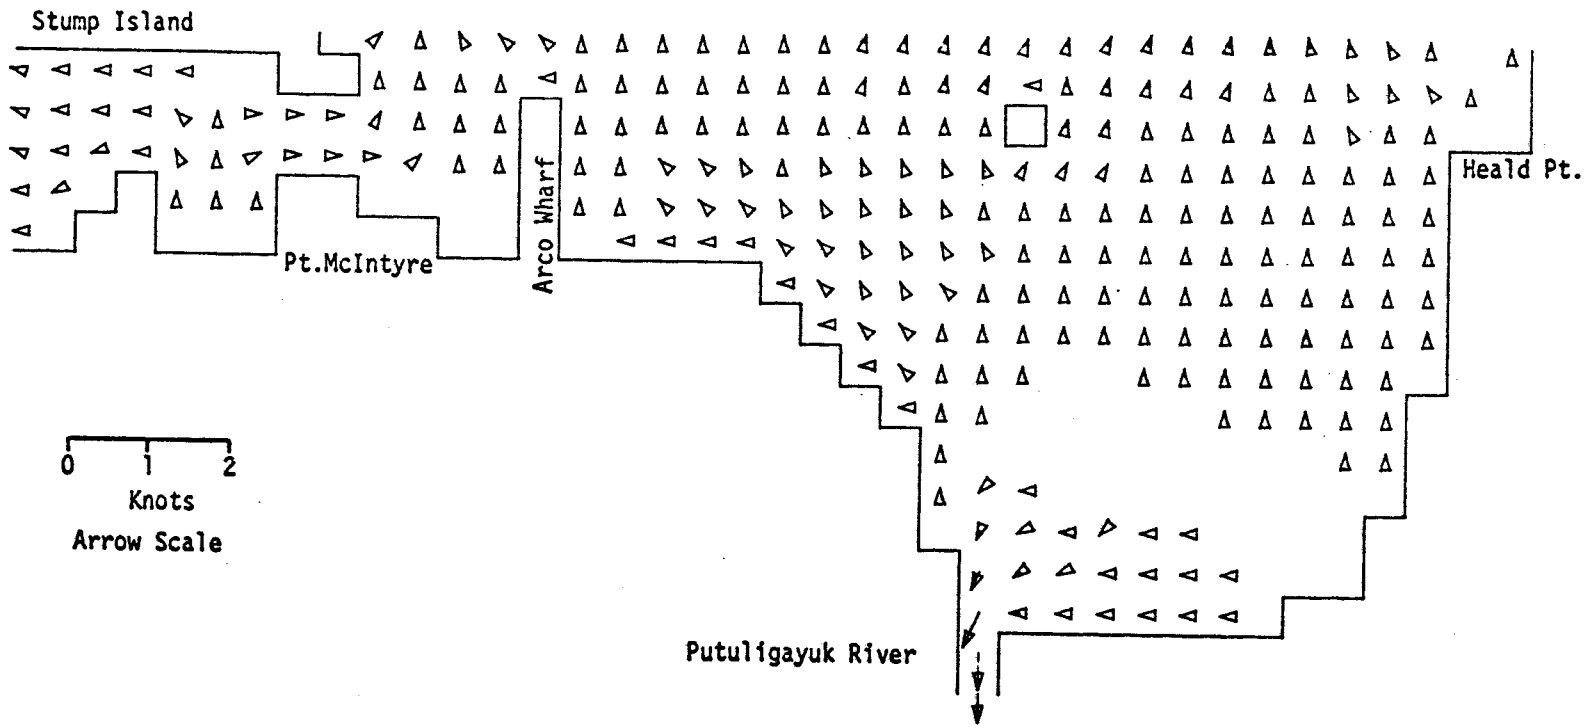 Stump Island
Heald Pt.
Arco Wharf
Pt.McIntyre
0 1 2
Knots
Arrow Scale
Putuligayuk River